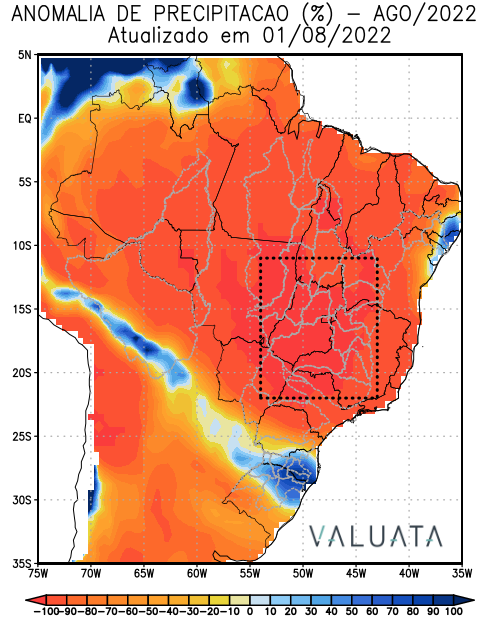 ANOMALIA DE PRECIPITACAO (%) – AGO/2022
Atualizado em 01/08/2022
5N
EQ
5S
10S
15S
20S
25S
30S
35S
VALUATA
75W 70W 65W 60W 55W 50W 45W 40W 35W
-100 -90 -80 -70 -60 -50 -40 -30 -20 -10 0 10 20 30 40 50 60 70 80 90 100